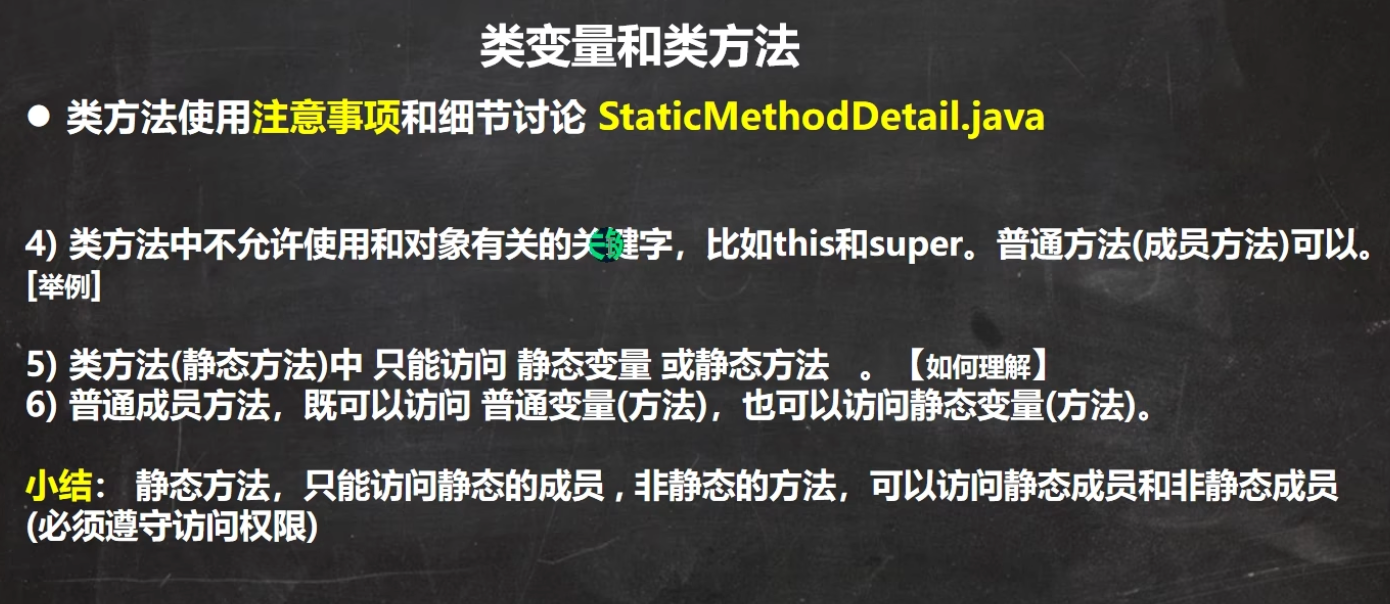 类变量和类方法
● 类方法使用注意事项和细节讨论 StaticMethodDetail.java
4) 类方法中不允许使用和对象有关的关键字，比如this和super。普通方法(成员方法)可以。
[举例]
5) 类方法(静态方法)中 只能访问 静态变量 或静态方法 。【如何理解】
6) 普通成员方法，既可以访问 普通变量(方法)，也可以访问静态变量(方法)。
小结： 静态方法，只能访问静态的成员 , 非静态的方法，可以访问静态成员和非静态成员
(必须遵守访问权限)